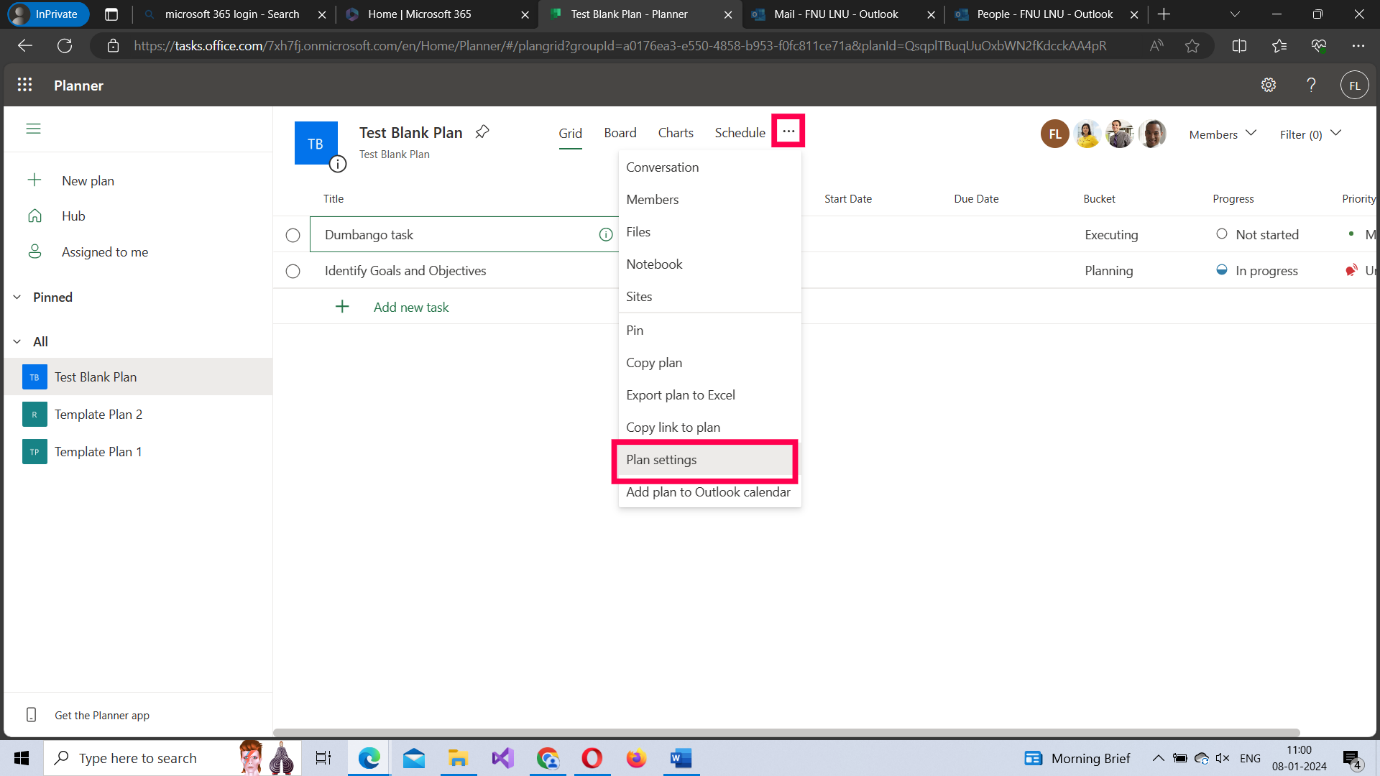 InPrivate
microsoft 365 login - Search
Home | Microsoft 365
Test Blank Plan - Planner
Mail - FNU LNU - Outlook
People - FNU LNU - Outlook
https://tasks.office.com/7xh7fj.onmicrosoft.com/en/Home/Planner/#/plangrid?groupId=a0176ea3-e550-4858-b953-f0fc811ce71a&planId=QsqplTBuqUuOxbWN2fKdcckAA4pR
Planner
?
FL
TB
Test Blank Plan
Test Blank Plan
Grid
Board
Charts
Schedule
...
FL
Members
Filter (0)
New plan
Hub
Assigned to me
Pinned
All
TB
Test Blank Plan
R
Template Plan 2
TP
Template Plan 1
Get the Planner app
Title
Start Date
Due Date
Bucket
Progress
Priority
Dumbango task
Executing
Not started
M
Identify Goals and Objectives
Planning
In progress
Ur
Add new task
Conversation
Members
Files
Notebook
Sites
Pin
Copy plan
Export plan to Excel
Copy link to plan
Plan settings
Add plan to Outlook calendar
Type here to search
Morning Brief
ENG
11:00
08-01-2024
4